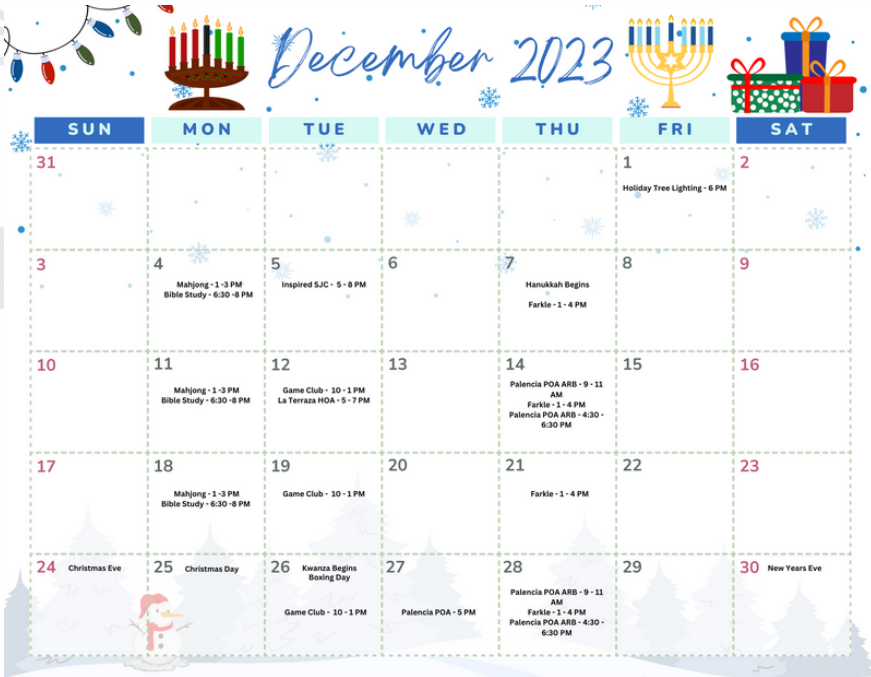 December 2023
SUN MON TUE WED THU FRI SAT
31 1 2
Holiday Tree Lighting - 6 PM
3 4 5 6 7 8 9
Mahjong - 1 -3 PM
Bible Study - 6:30 -8 PM
Inspired SJC - 5 - 8 PM
Hanukkah Begins
Farkle - 1 - 4 PM
10 11 12 13 14 15 16
Mahjong - 1 -3 PM
Bible Study - 6:30 -8 PM
Game Club - 10 - 1 PM
La Terraza HOA - 5 - 7 PM
Palencia POA ARB - 9 - 11
AM
Farkle - 1 - 4 PM
Palencia POA ARB - 4:30 -
6:30 PM
17 18 19 20 21 22 23
Mahjong - 1 -3 PM
Bible Study - 6:30 -8 PM
Game Club - 10 - 1 PM
Farkle - 1 - 4 PM
24 Christmas Eve
25 Christmas Day
26 Kwanza Begins
Boxing Day
Game Club - 10 - 1 PM
27
Palencia POA - 5 PM
28
Palencia POA ARB - 9 - 11
AM
Farkle - 1 - 4 PM
Palencia POA ARB - 4:30 -
6:30 PM
29
30 New Years Eve